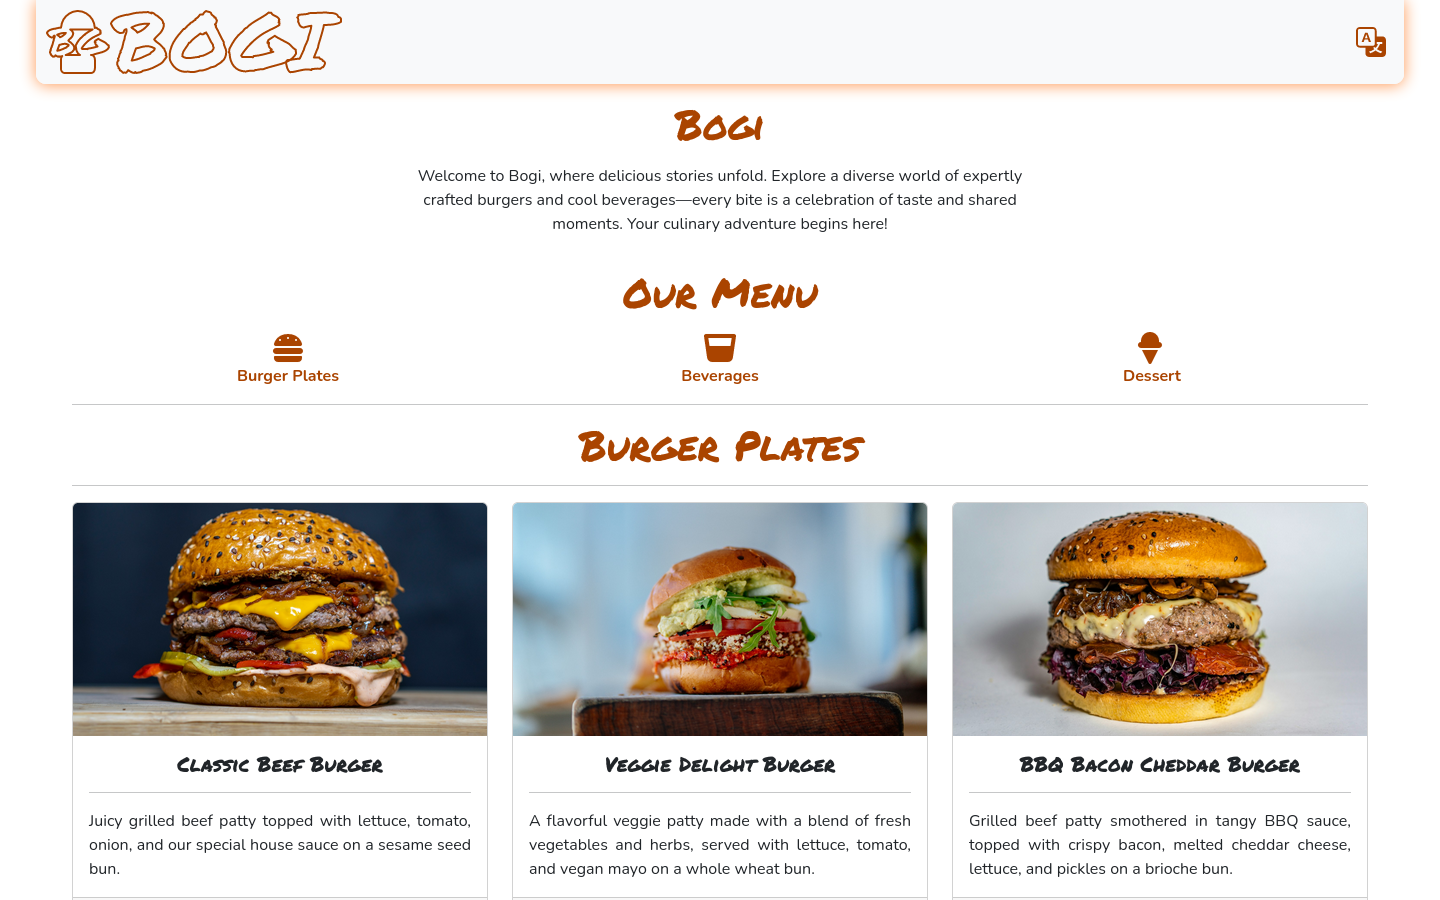 BG BOGI
A 文
Bogi
Welcome to Bogi, where delicious stories unfold. Explore a diverse world of expertly
crafted burgers and cool beverages—every bite is a celebration of taste and shared
moments. Your culinary adventure begins here!
Our Menu
Burger Plates
Beverages
Dessert
Burger Plates
Classic Beef Burger
Juicy grilled beef patty topped with lettuce, tomato,
onion, and our special house sauce on a sesame seed
bun.
Veggie Delight Burger
A flavorful veggie patty made with a blend of fresh
vegetables and herbs, served with lettuce, tomato,
and vegan mayo on a whole wheat bun.
BBQ Bacon Cheddar Burger
Grilled beef patty smothered in tangy BBQ sauce,
topped with crispy bacon, melted cheddar cheese,
lettuce, and pickles on a brioche bun.